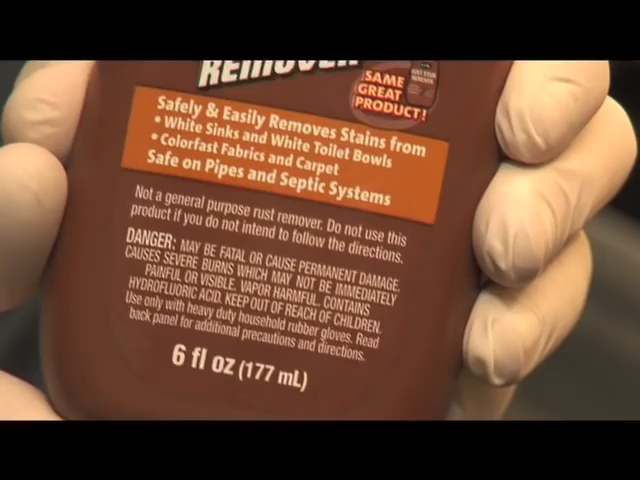 REMOVER
SAME
GREAT
PRODUCT!
Safely & Easily Removes Stains from
• White Sinks and White Toilet Bowls
• Colorfast Fabrics and Carpet
Safe on Pipes and Septic Systems
Not a general purpose rust remover. Do not use this
product if you do not intend to follow the directions.
DANGER: MAY BE FATAL OR CAUSE PERMANENT DAMAGE.
CAUSES SEVERE BURNS WHICH MAY NOT BE IMMEDIATELY
PAINFUL OR VISIBLE. VAPOR HARMFUL. CONTAINS
HYDROFLUORIC ACID. KEEP OUT OF REACH OF CHILDREN.
Use only with heavy duty household rubber gloves. Read
back panel for additional precautions and directions.
6 fl oz (177 mL)